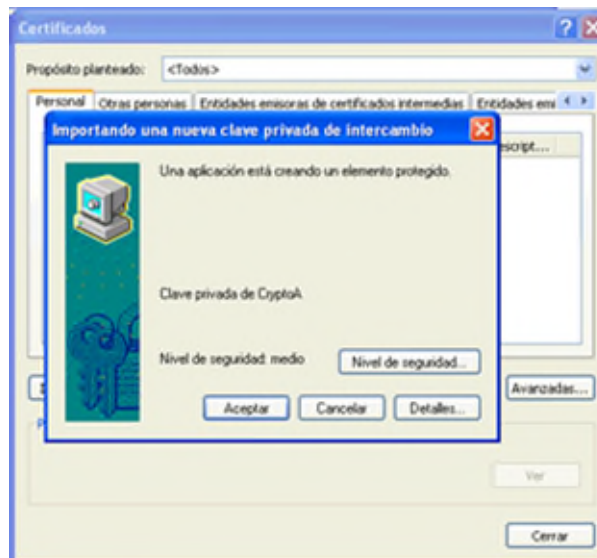 Certificados
Propósito planteado: <Todos>
Personal Otras personas Entidades emisoras de certificados intermedias Entidades emi
Importando una nueva clave privada de intercambio
escript...
Una aplicación está creando un elemento protegido.
Clave privada de CryptoA
Nivel de seguridad: medio Nivel de seguridad...
Aceptar Cancelar Detalles...
Avanzadas...
Ver
Cerrar